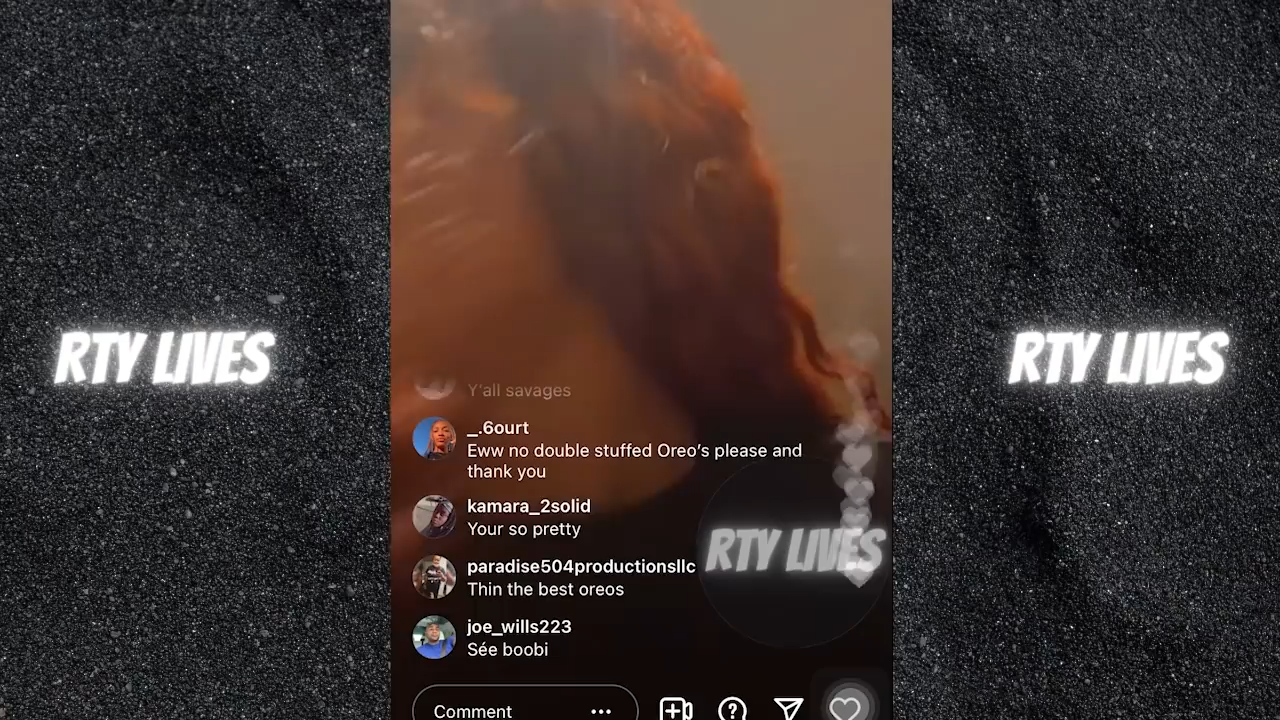 RTY LIVES
RTY LIVES
Y'all savages
_.6ourt
Eww no double stuffed Oreo's please and
thank you
kamara_2solid
Your so pretty
paradise504productionsllc
Thin the best oreos
RTY LIVES
joe_wills223
Sée boobi
Comment